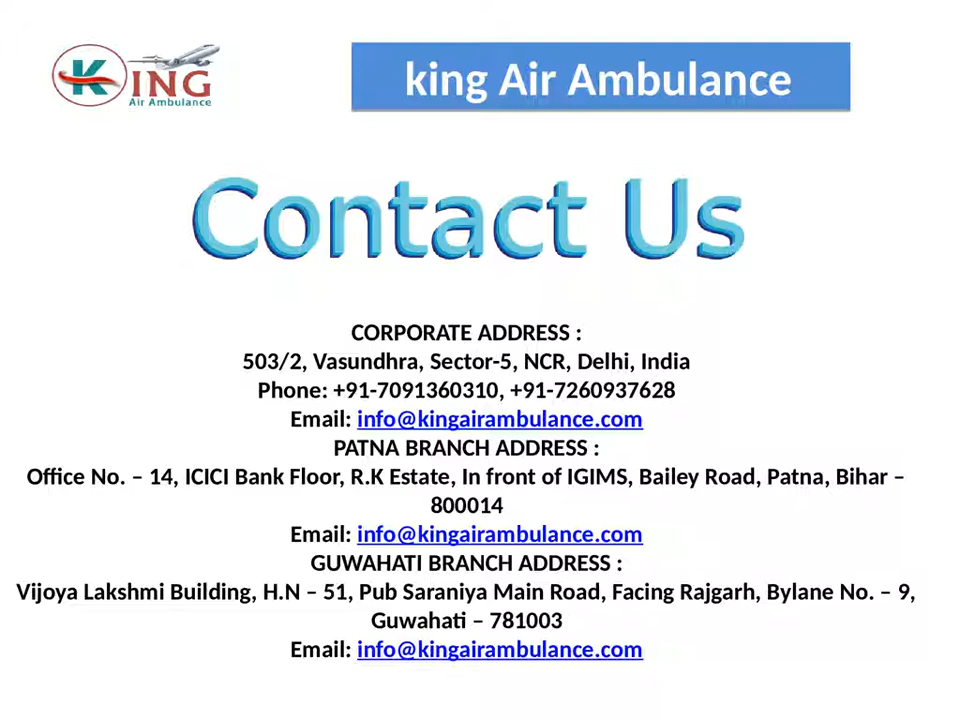 KING
Air Ambulance
king Air Ambulance
Contact Us
CORPORATE ADDRESS :
503/2, Vasundhra, Sector-5, NCR, Delhi, India
Phone: +91-7091360310, +91-7260937628
Email: info@kingairambulance.com
PATNA BRANCH ADDRESS :
Office No. – 14, ICICI Bank Floor, R.K Estate, In front of IGIMS, Bailey Road, Patna, Bihar –
800014
Email: info@kingairambulance.com
GUWAHATI BRANCH ADDRESS :
Vijoya Lakshmi Building, H.N – 51, Pub Saraniya Main Road, Facing Rajgarh, Bylane No. – 9,
Guwahati – 781003
Email: info@kingairambulance.com